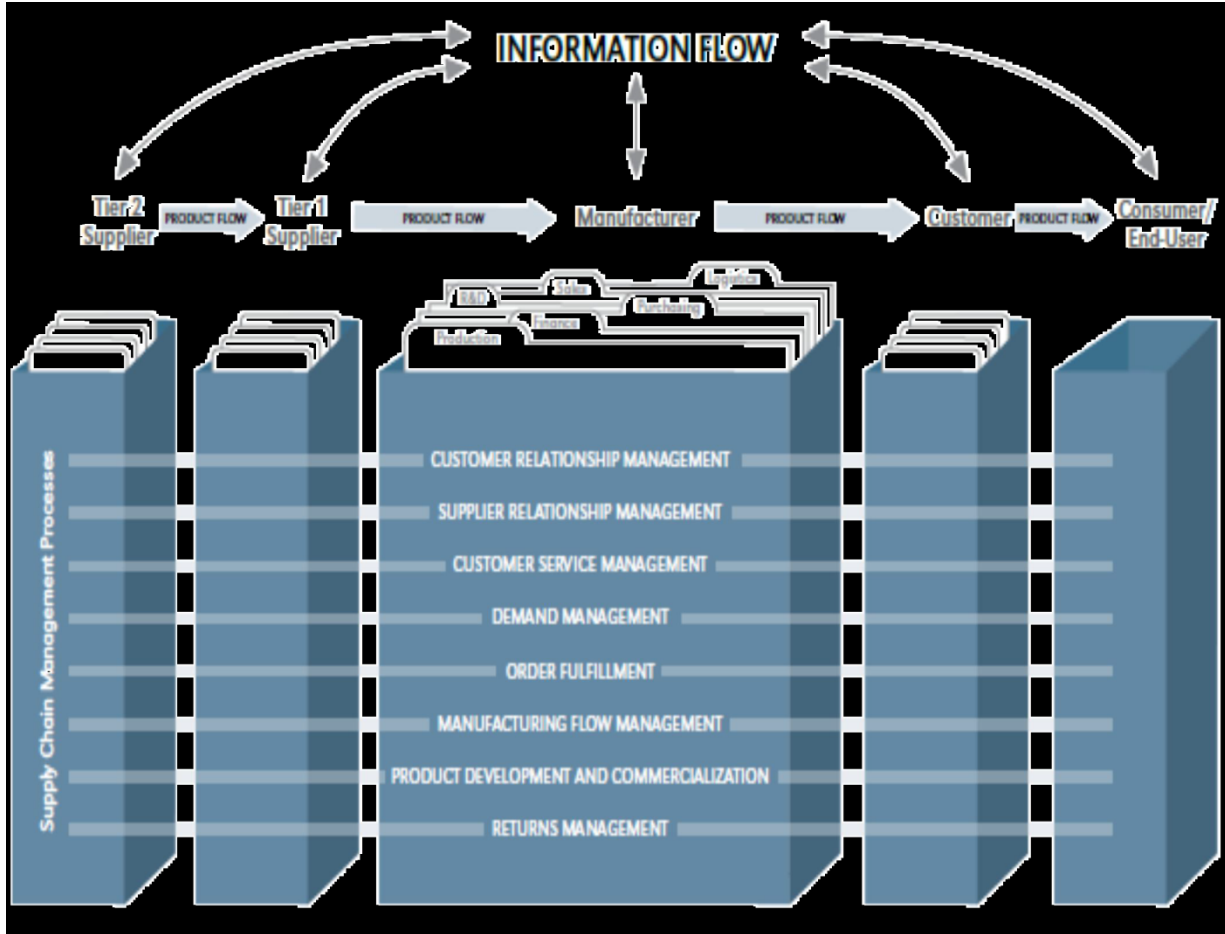 INFORMATION FLOW
Tier 2
Supplier
PRODUCT FLOW
Tier 1
Supplier
PRODUCT FLOW
Manufacturer
PRODUCT FLOW
Customer
PRODUCT FLOW
Consumer/
End-User
Logistics
Sales
R&D
Purchasing
Finance
Production
Supply Chain Management Processes
CUSTOMER RELATIONSHIP MANAGEMENT
SUPPLIER RELATIONSHIP MANAGEMENT
CUSTOMER SERVICE MANAGEMENT
DEMAND MANAGEMENT
ORDER FULFILLMENT
MANUFACTURING FLOW MANAGEMENT
PRODUCT DEVELOPMENT AND COMMERCIALIZATION
RETURNS MANAGEMENT